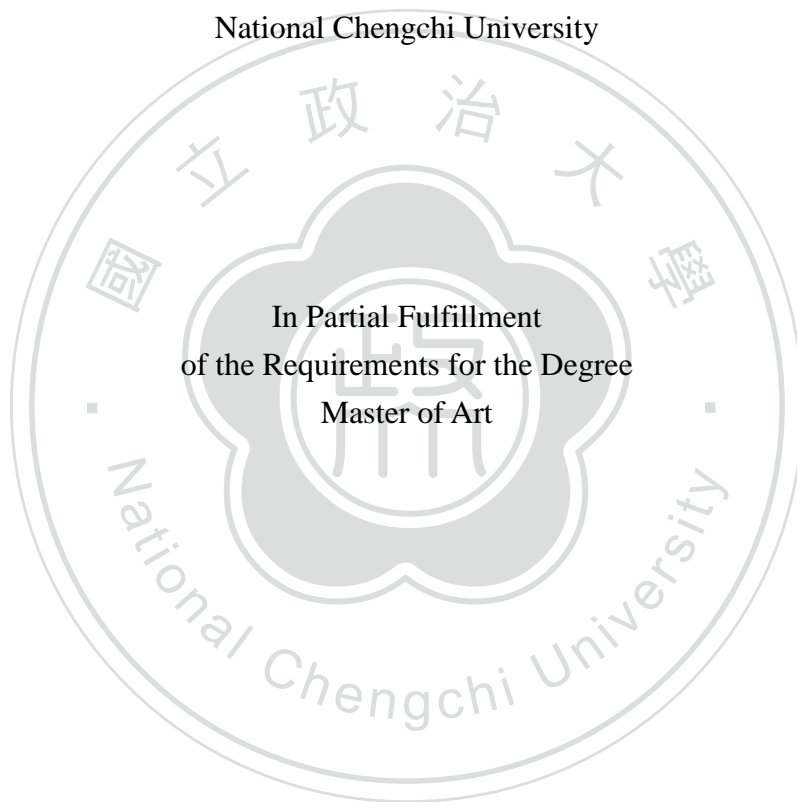 National Chengchi University
國立政治大學
In Partial Fulfillment
of the Requirements for the Degree
Master of Art
政
National Chengchi University